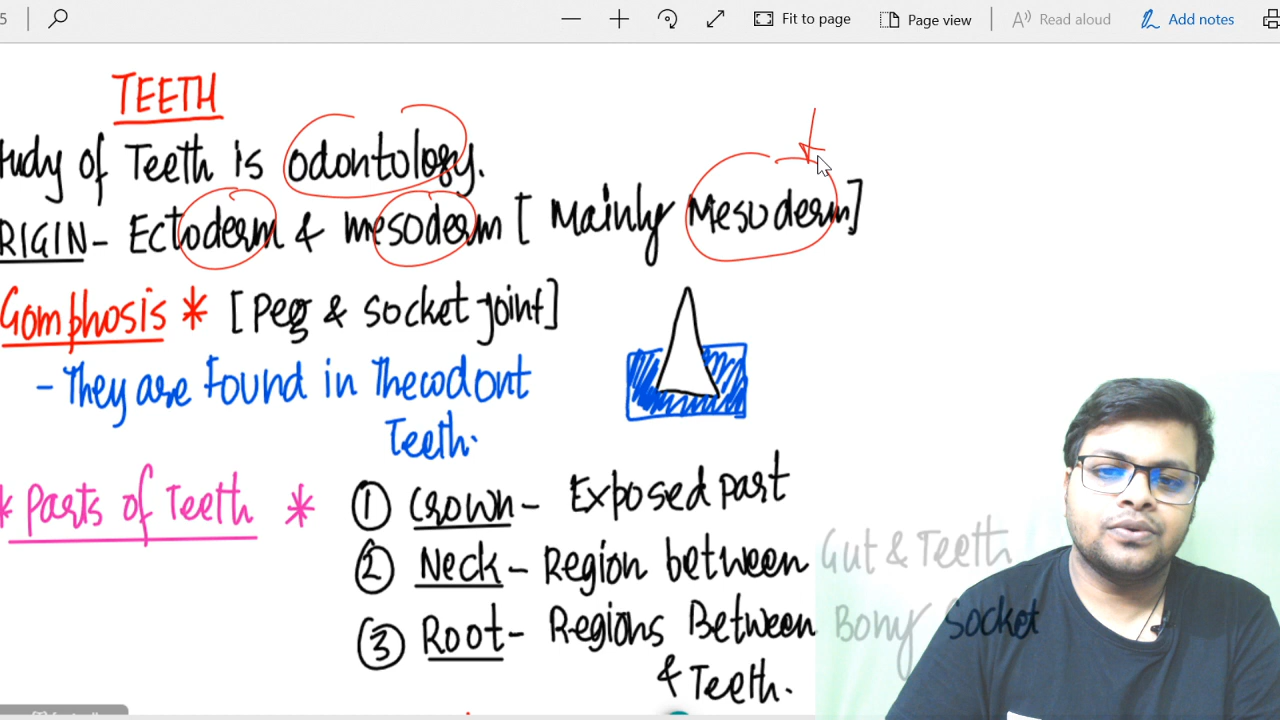 5 Fit to page Page view Read aloud Add notes
TEETH
tudy of Teeth is odontology.
RIGIN- Ectoderm & mesoderm [ Mainly Mesoderm]
Gomphosis * [Peg & Socket joint]
- They are Found in Thecodont
Teeth.
* Parts of Teeth * ① Crown - Exposed part
② Neck - Region between Gut & Teeth
③ Root - Regions Between Bony Socket
& Teeth.